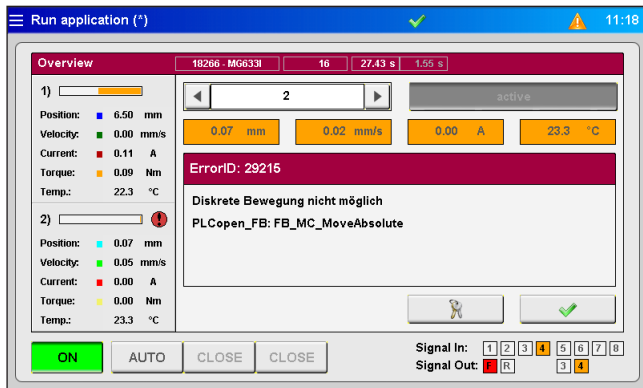 Run application (*) 11:18
Overview 18266 - MG633I 16 27.43 s 1.55 s
1)
Position: 6.50 mm
Velocity: 0.00 mm/s
Current: 0.11 A
Torque: 0.09 Nm
Temp.: 22.3 °C
2)
Position: 0.07 mm
Velocity: 0.05 mm/s
Current: 0.00 A
Torque: 0.00 Nm
Temp.: 23.3 °C
2 active
0.07 mm 0.02 mm/s 0.00 A 23.3 °C
ErrorID: 29215
Diskrete Bewegung nicht möglich
PLCopen_FB: FB_MC_MoveAbsolute
ON AUTO CLOSE CLOSE
Signal In: 1 2 3 4 5 6 7 8
Signal Out: F R 3 4